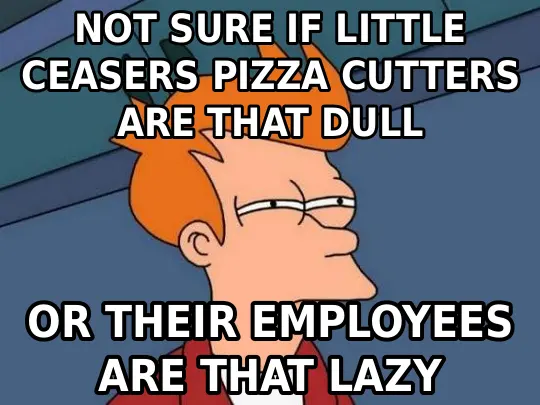 NOT SURE IF LITTLE
CEASERS PIZZA CUTTERS
ARE THAT DULL
OR THEIR EMPLOYEES
ARE THAT LAZY